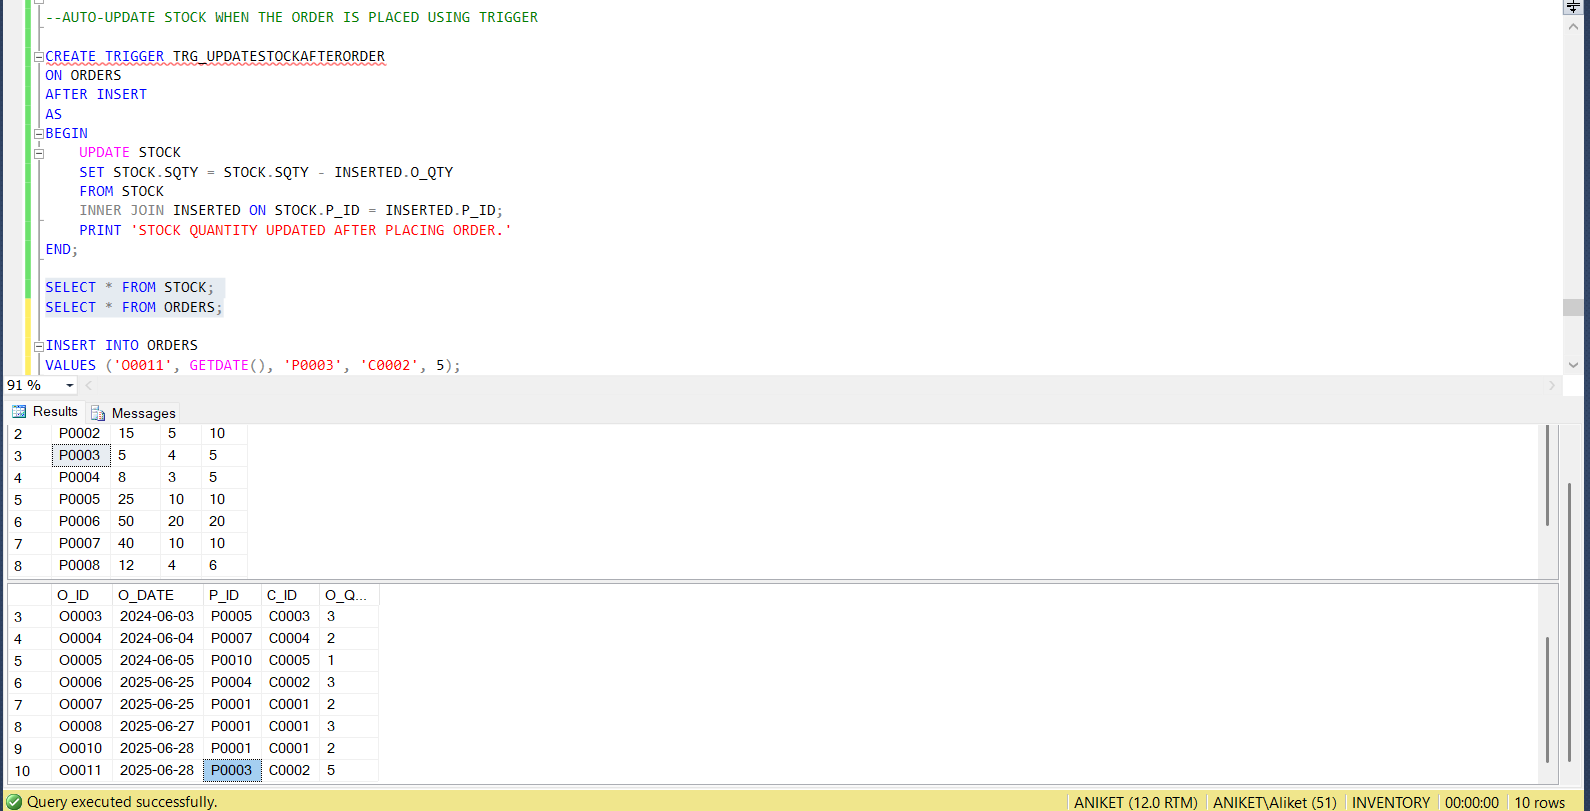 --AUTO-UPDATE STOCK WHEN THE ORDER IS PLACED USING TRIGGER
CREATE TRIGGER TRG_UPDATESTOCKAFTERORDER
ON ORDERS
AFTER INSERT
AS
BEGIN
UPDATE STOCK
SET STOCK.SQTY = STOCK.SQTY - INSERTED.O_QTY
FROM STOCK
INNER JOIN INSERTED ON STOCK.P_ID = INSERTED.P_ID;
PRINT 'STOCK QUANTITY UPDATED AFTER PLACING ORDER.'
END;
SELECT * FROM STOCK;
SELECT * FROM ORDERS;
INSERT INTO ORDERS
VALUES ('O0011', GETDATE(), 'P0003', 'C0002', 5);
91 %
Results Messages
2 P0002 15 5 10
3 P0003 5 4 5
4 P0004 8 3 5
5 P0005 25 10 10
6 P0006 50 20 20
7 P0007 40 10 10
8 P0008 12 4 6
O_ID O_DATE P_ID C_ID O_Q...
3 O0003 2024-06-03 P0005 C0003 3
4 O0004 2024-06-04 P0007 C0004 2
5 O0005 2024-06-05 P0010 C0005 1
6 O0006 2025-06-25 P0004 C0002 3
7 O0007 2025-06-25 P0001 C0001 2
8 O0008 2025-06-27 P0001 C0001 3
9 O0010 2025-06-28 P0001 C0001 2
10 O0011 2025-06-28 P0003 C0002 5
Query executed successfully. ANIKET (12.0 RTM) ANIKET\Aliket (51) INVENTORY 00:00:00 10 rows